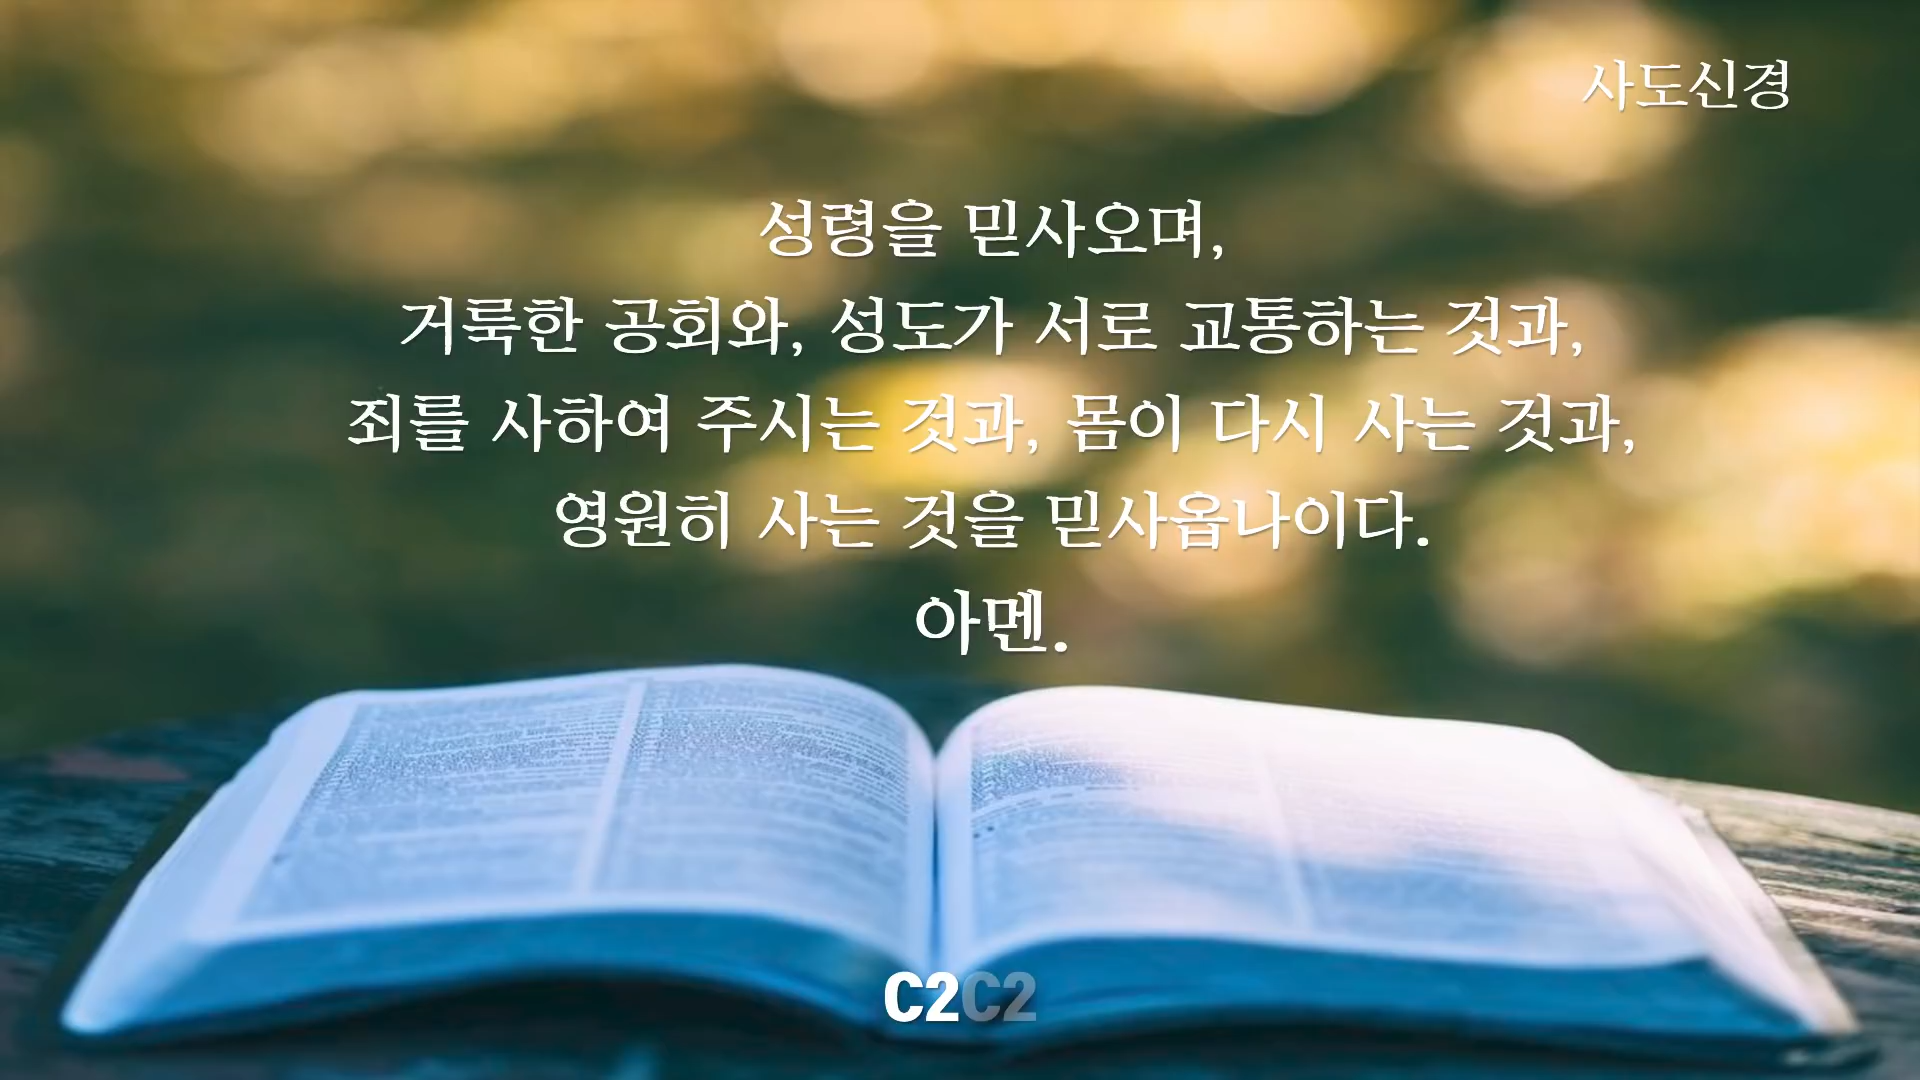 사도신경
성령을 믿사오며,
거룩한 공회와, 성도가 서로 교통하는 것과,
죄를 사하여 주시는 것과, 몸이 다시 사는 것과,
영원히 사는 것을 믿사옵나이다.
아멘.
C2C2